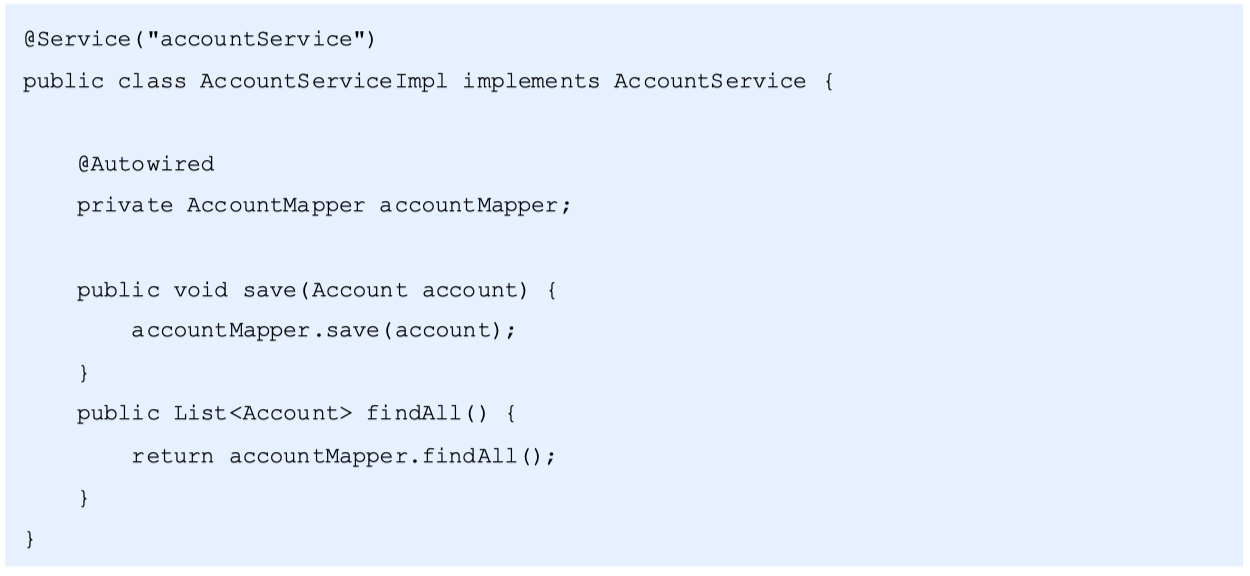 @Service("accountService")
public class AccountServiceImpl implements AccountService {
    @Autowired
    private AccountMapper accountMapper;
    public void save(Account account) {
        accountMapper.save(account);
    }
    public List<Account> findAll() {
        return accountMapper.findAll();
    }
}